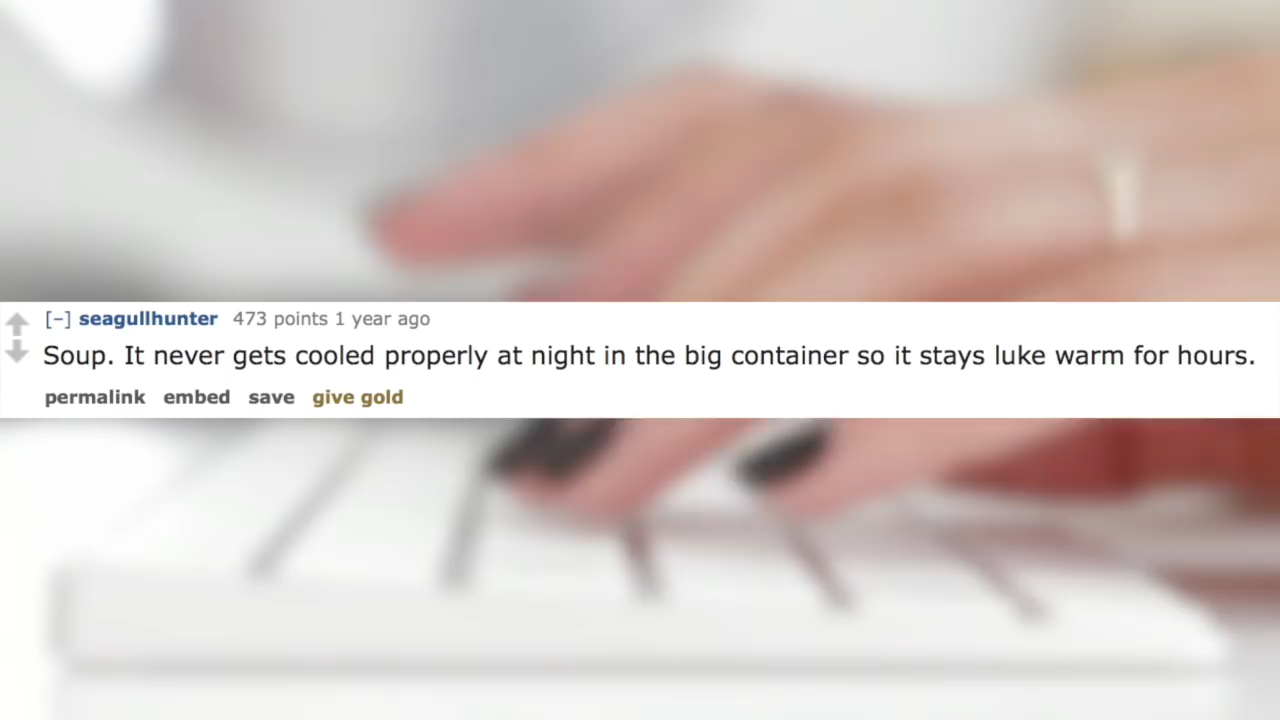 [–] seagullhunter 473 points 1 year ago
Soup. It never gets cooled properly at night in the big container so it stays luke warm for hours.
permalink embed save give gold